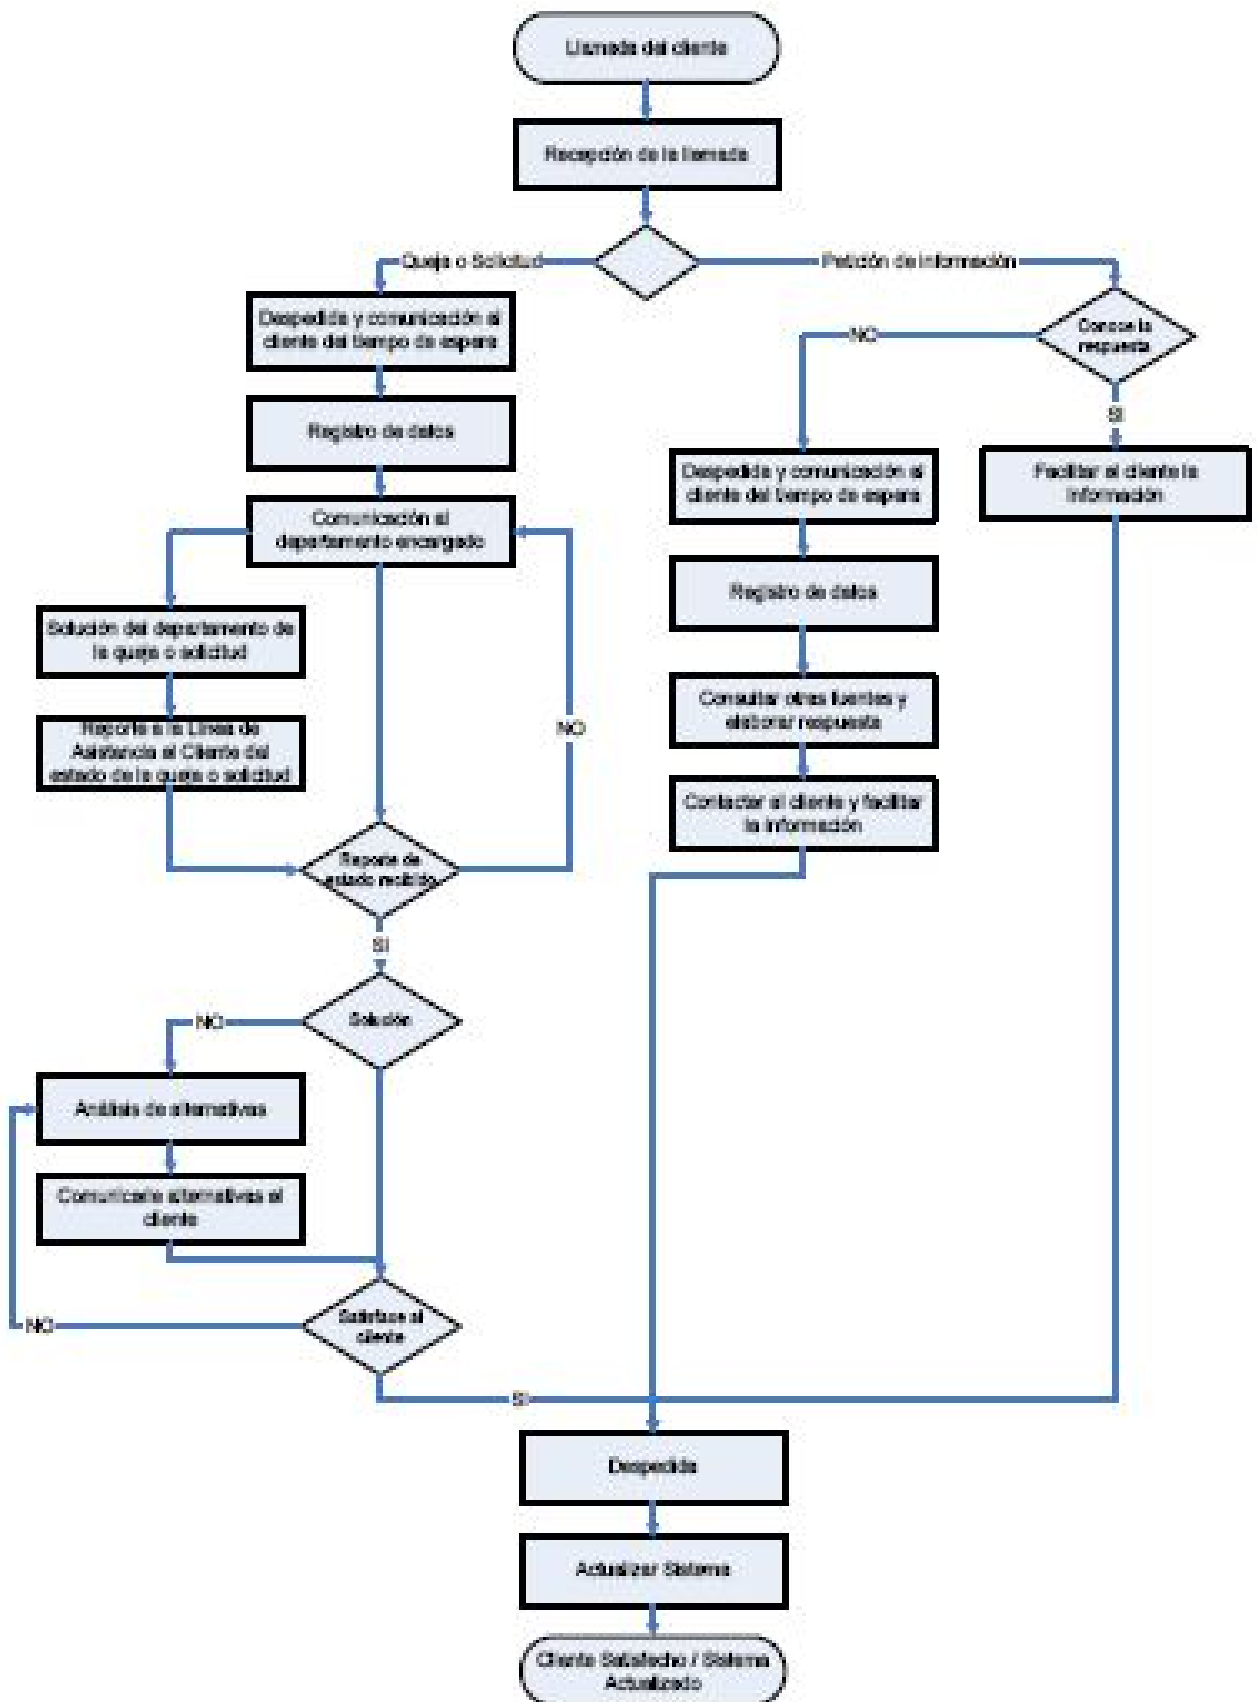 Llamada del cliente
Recepción de la llamada
Queja o Solicitud
Petición de información
Despedida y comunicación al
cliente del tiempo de espera
Conoce la
respuesta
NO
SI
Registro de datos
Despedida y comunicación al
cliente del tiempo de espera
Facilitar al cliente la
información
Comunicación al
departamento encargado
Registro de datos
Solución del departamento de
la queja o solicitud
Consultar otras fuentes y
elaborar respuesta
Reporte a la Línea de
Asistencia al Cliente del
estado de la queja o solicitud
NO
Contactar al cliente y facilitar
la información
Reporte de
estado recibido
SI
Solución
NO
Análisis de alternativas
Comunicarle alternativas al
cliente
Satisface al
cliente
NO
SI
Despedida
Actualizar Sistema
Cliente Satisfecho / Sistema
Actualizado